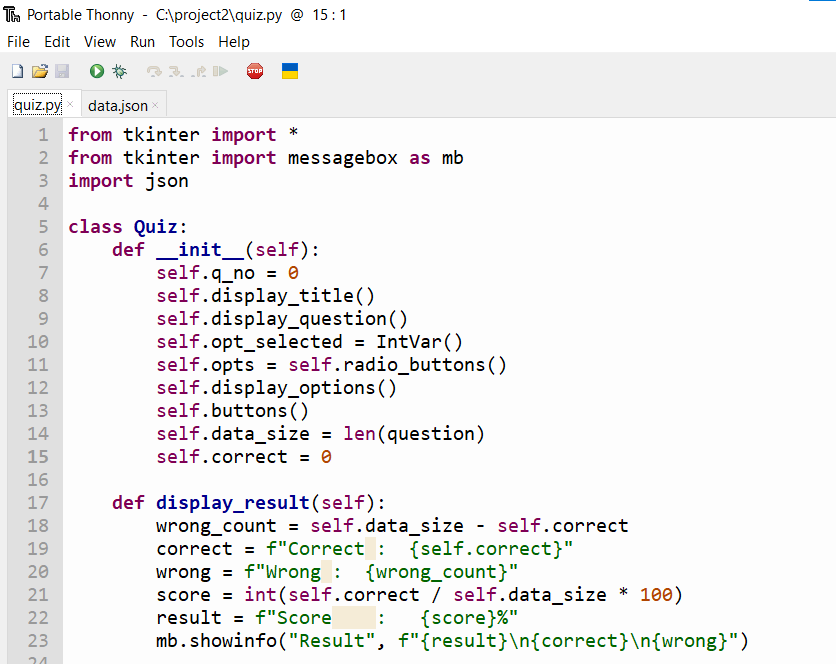 Portable Thonny - C:\project2\quiz.py @ 15 : 1
File Edit View Run Tools Help
STOP
quiz.py × data.json ×
1 from tkinter import *
2 from tkinter import messagebox as mb
3 import json
4
5 class Quiz:
6     def __init__(self):
7         self.q_no = 0
8         self.display_title()
9         self.display_question()
10         self.opt_selected = IntVar()
11         self.opts = self.radio_buttons()
12         self.display_options()
13         self.buttons()
14         self.data_size = len(question)
15         self.correct = 0
16
17     def display_result(self):
18         wrong_count = self.data_size - self.correct
19         correct = f"Correct :  {self.correct}"
20         wrong = f"Wrong :  {wrong_count}"
21         score = int(self.correct / self.data_size * 100)
22         result = f"Score    :   {score}%"
23         mb.showinfo("Result", f"{result}\n{correct}\n{wrong}")
24